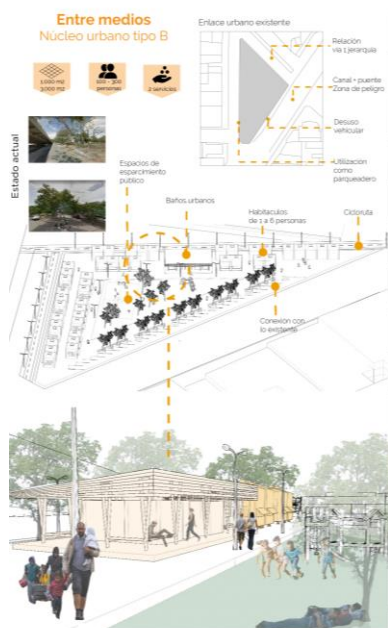 Entre medios
Núcleo urbano tipo B
1.000 m2
3.000 m2
100 - 300
personas
2 servicios
Enlace urbano existente
Relación
vía 1 jerarquía
Canal + puente
Zona de peligro
Desuso
vehicular
Utilización
como
parqueadero
Estado actual
Espacios de
esparcimiento
público
Baños urbanos
Habitáculos
de 1 a 6 personas
Cicloruta
Conexión con
lo existente